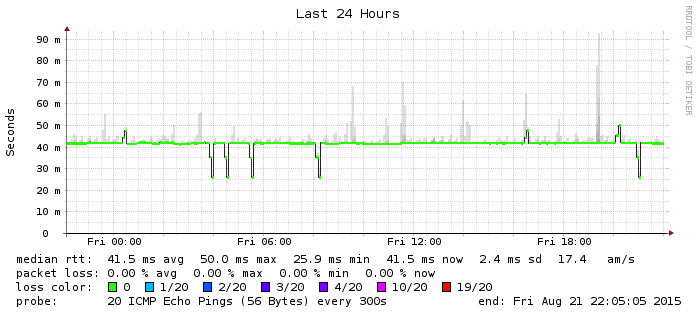 Last 24 Hours
RRDTOOL / TOBI OETIKER
Seconds
90 m
80 m
70 m
60 m
50 m
40 m
30 m
20 m
10 m
0
Fri 00:00 Fri 06:00 Fri 12:00 Fri 18:00
median rtt: 41.5 ms avg 50.0 ms max 25.9 ms min 41.5 ms now 2.4 ms sd 17.4 am/s
packet loss: 0.00 % avg 0.00 % max 0.00 % min 0.00 % now
loss color: 0 1/20 2/20 3/20 4/20 10/20 19/20
probe: 20 ICMP Echo Pings (56 Bytes) every 300s end: Fri Aug 21 22:05:05 2015